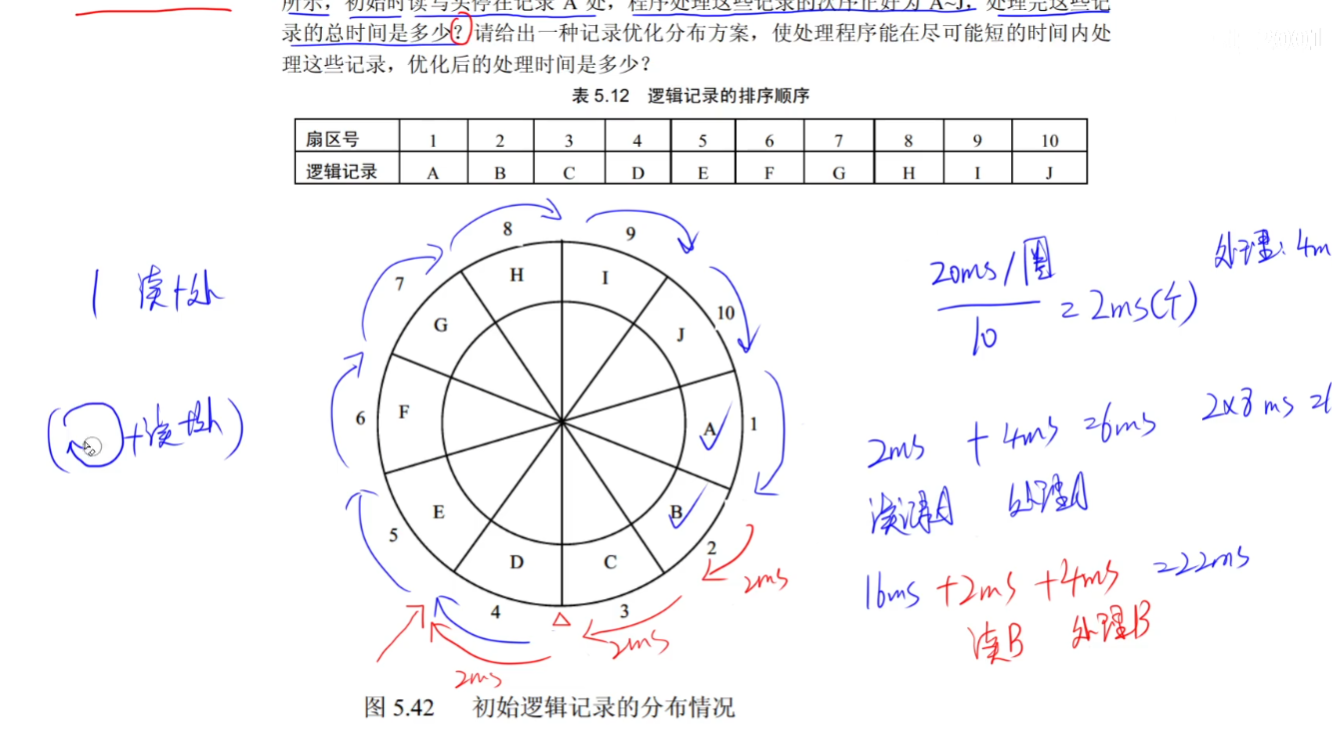 所示，初始时读写头停在记录 A 处，程序处理这些记录的次序正好为 A~J，处理完这些记
录的总时间是多少？请给出一种记录优化分布方案，使处理程序能在尽可能短的时间内处
理这些记录，优化后的处理时间是多少？
表 5.12 逻辑记录的排序顺序
扇区号 1 2 3 4 5 6 7 8 9 10
逻辑记录 A B C D E F G H I J
8 9
H I
7 10
G J
6 F A 1
E B
5 2
D C
4 3
1 读+处
( +读+处)
20ms/圈
10
=2ms(个)
处理: 4m
2ms + 4ms =6ms 2×8ms =
读记录A 处理A
16ms +2ms +4ms =22ms
读B 处理B
2ms
2ms
2ms
图 5.42 初始逻辑记录的分布情况